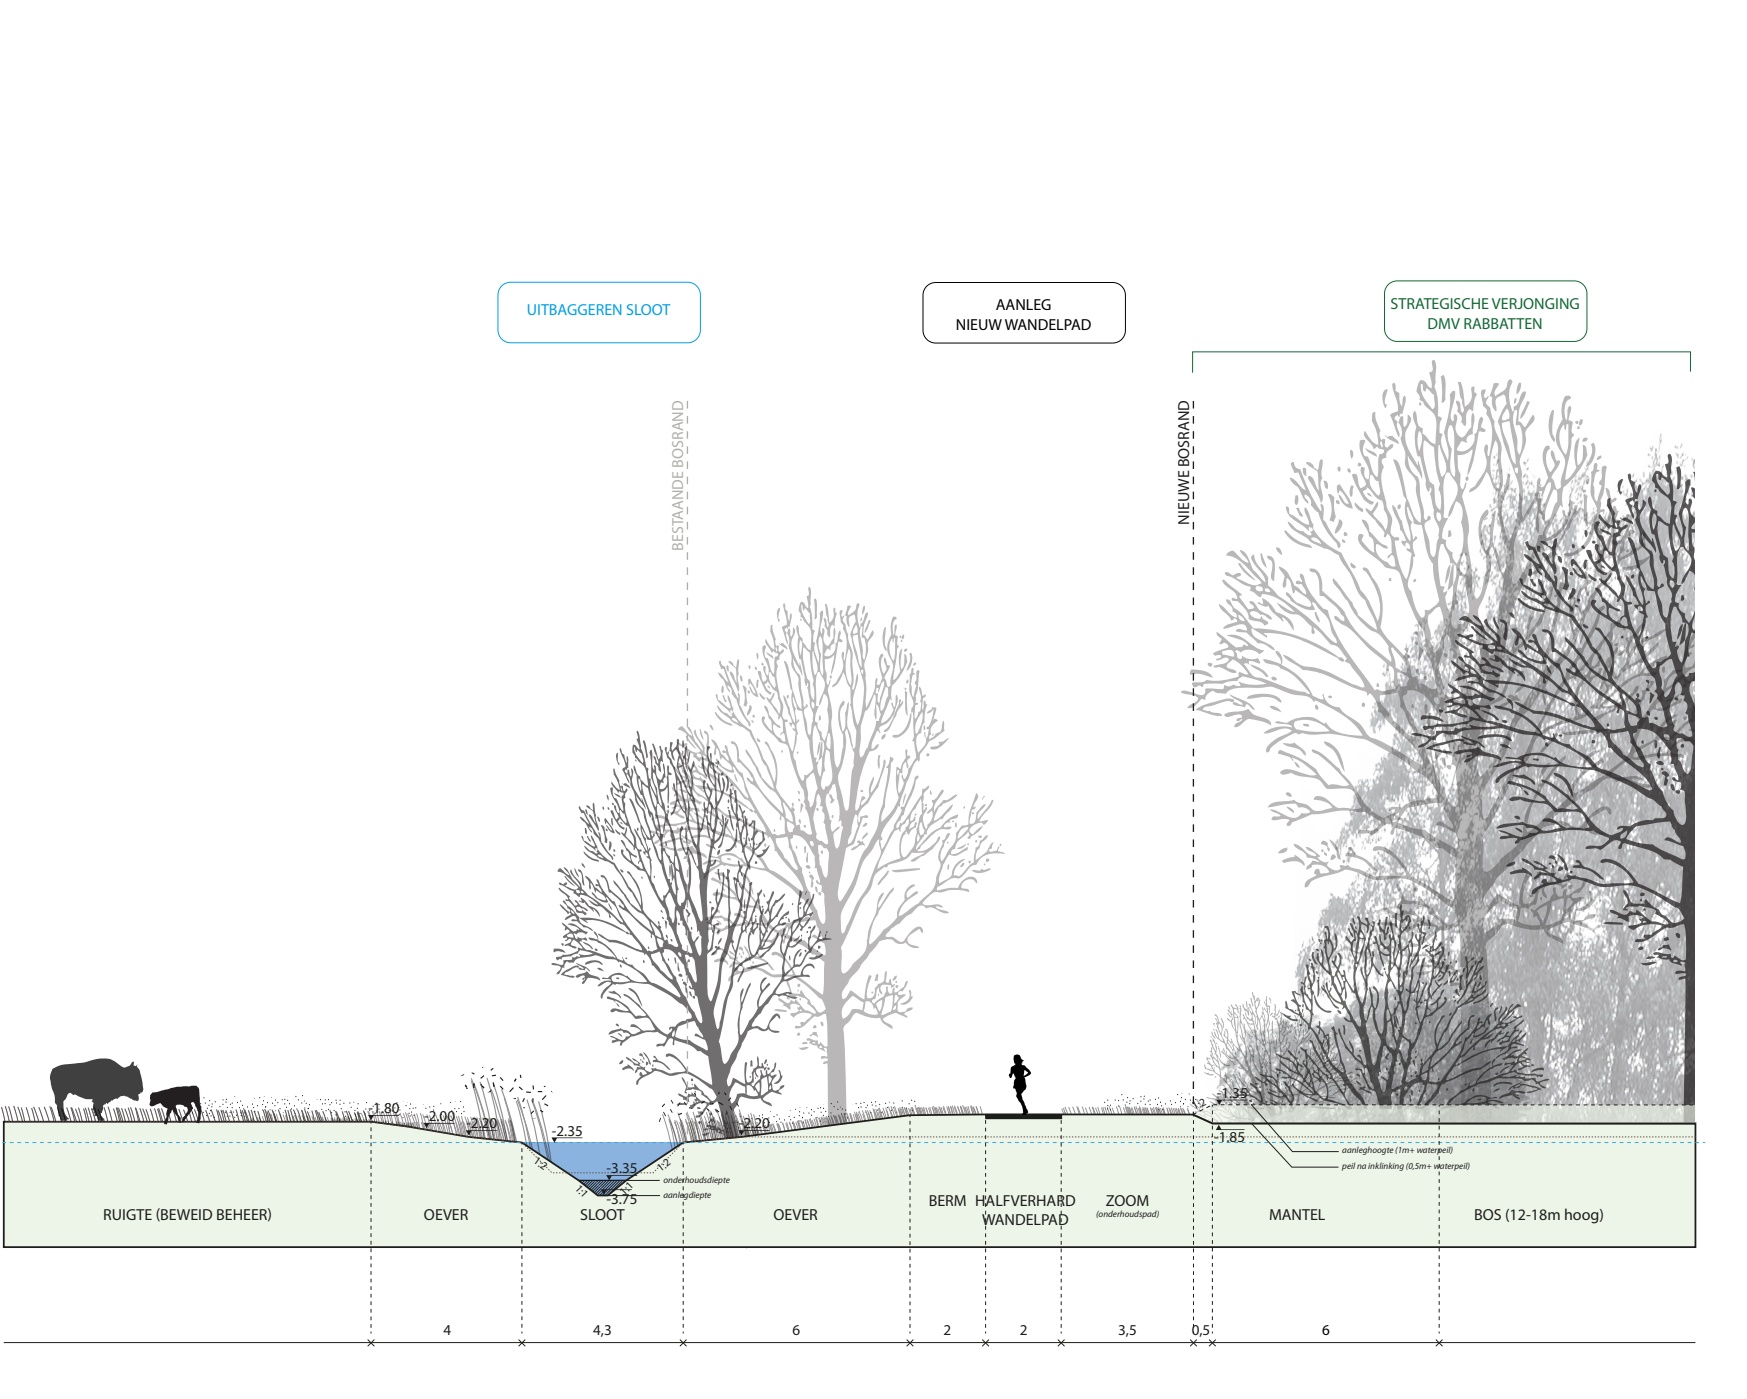 UITBAGGEREN SLOOT
AANLEG
NIEUW WANDELPAD
STRATEGISCHE VERJONGING
DMV RABBATTEN
BESTAANDE BOSRAND
NIEUWE BOSRAND
-1.80
-2.00
-2.20
-2.35
-2.20
-1.35
-1.85
1:2
1:2
-3.35
1:1
1:1
-3.75
onderhoudsdiepte
aanlegdiepte
aanleghoogte (1m+ waterpeil)
peil na inklinking (0,5m+ waterpeil)
RUIGTE (BEWEID BEHEER)
OEVER
SLOOT
OEVER
BERM
HALFVERHARD
WANDELPAD
ZOOM
(onderhoudspad)
MANTEL
BOS (12-18m hoog)
4
4,3
6
2
2
3,5
0,5
6